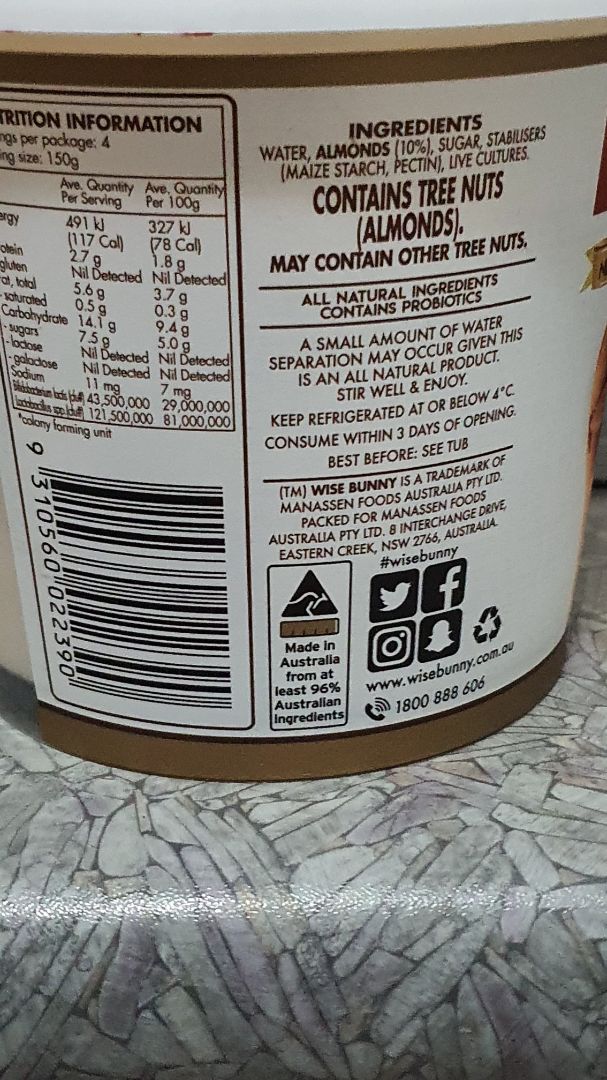 TRITION INFORMATION
ngs per package: 4
ing size: 150g
Ave. Quantity Ave. Quantity
Per Serving Per 100g
ergy 491 kJ 327 kJ
(117 Cal) (78 Cal)
otein 2.7 g 1.8 g
gluten Nil Detected Nil Detected
at, total 5.6 g 3.7 g
- saturated 0.5 g 0.3 g
Carbohydrate 14.1 g 9.4 g
- sugars 7.5 g 5.0 g
- lactose Nil Detected Nil Detected
- galactose Nil Detected Nil Detected
Sodium 11 mg 7 mg
43,500,000 29,000,000
121,500,000 81,000,000
*colony forming unit
9 310560 022390
INGREDIENTS
WATER, ALMONDS (10%), SUGAR, STABILISERS
(MAIZE STARCH, PECTIN), LIVE CULTURES.
CONTAINS TREE NUTS
(ALMONDS).
MAY CONTAIN OTHER TREE NUTS.
ALL NATURAL INGREDIENTS
CONTAINS PROBIOTICS
A SMALL AMOUNT OF WATER
SEPARATION MAY OCCUR GIVEN THIS
IS AN ALL NATURAL PRODUCT.
STIR WELL & ENJOY.
KEEP REFRIGERATED AT OR BELOW 4°C.
CONSUME WITHIN 3 DAYS OF OPENING.
BEST BEFORE: SEE TUB
(TM) WISE BUNNY IS A TRADEMARK OF
MANASSEN FOODS AUSTRALIA PTY LTD.
PACKED FOR MANASSEN FOODS
AUSTRALIA PTY LTD. 8 INTERCHANGE DRIVE,
EASTERN CREEK, NSW 2766, AUSTRALIA.
#wisebunny
Made in
Australia
from at
least 96%
Australian
ingredients
www.wisebunny.com.au
1800 888 606